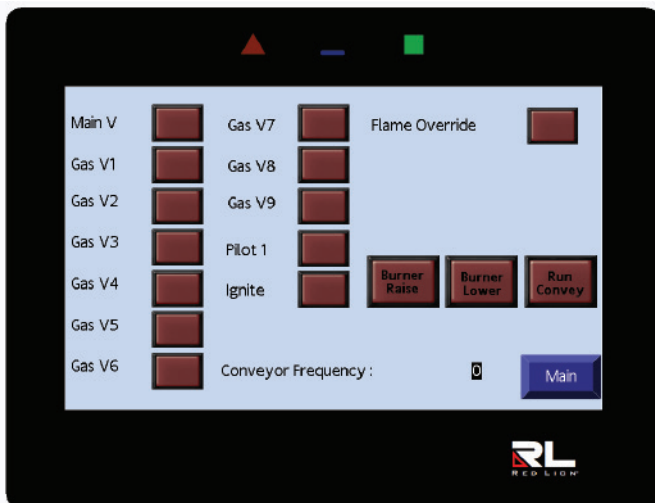 Main V
Gas V7
Flame Override
Gas V1
Gas V8
Gas V2
Gas V9
Gas V3
Pilot 1
Gas V4
Ignite
Burner
Raise
Burner
Lower
Run
Convey
Gas V5
Gas V6
Conveyor Frequency :
0
Main
RL
RED LION